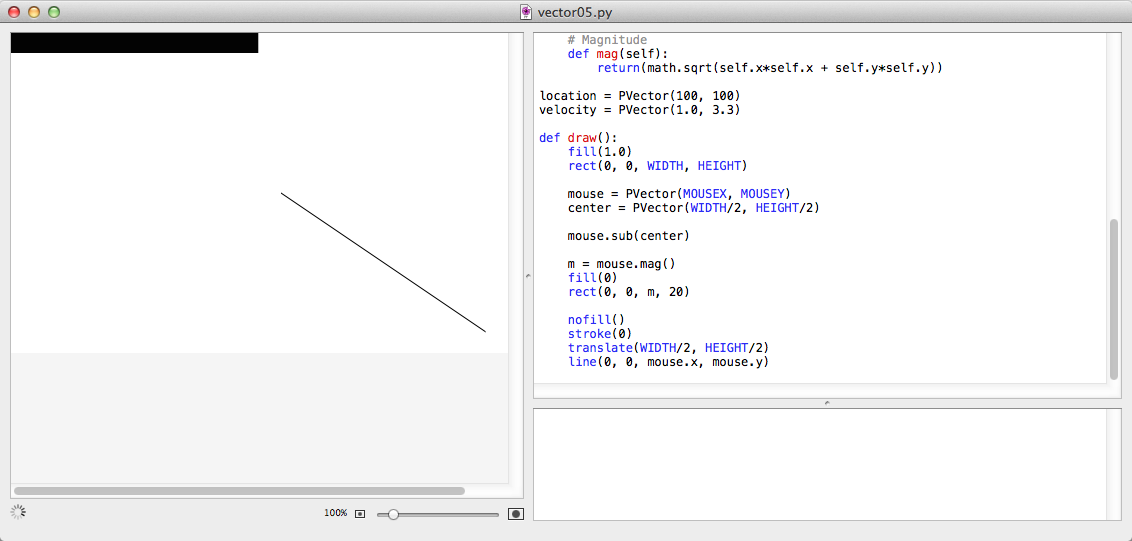 vector05.py
# Magnitude
def mag(self):
return(math.sqrt(self.x*self.x + self.y*self.y))
location = PVector(100, 100)
velocity = PVector(1.0, 3.3)
def draw():
fill(1.0)
rect(0, 0, WIDTH, HEIGHT)
mouse = PVector(MOUSEX, MOUSEY)
center = PVector(WIDTH/2, HEIGHT/2)
mouse.sub(center)
m = mouse.mag()
fill(0)
rect(0, 0, m, 20)
nofill()
stroke(0)
translate(WIDTH/2, HEIGHT/2)
line(0, 0, mouse.x, mouse.y)
100%